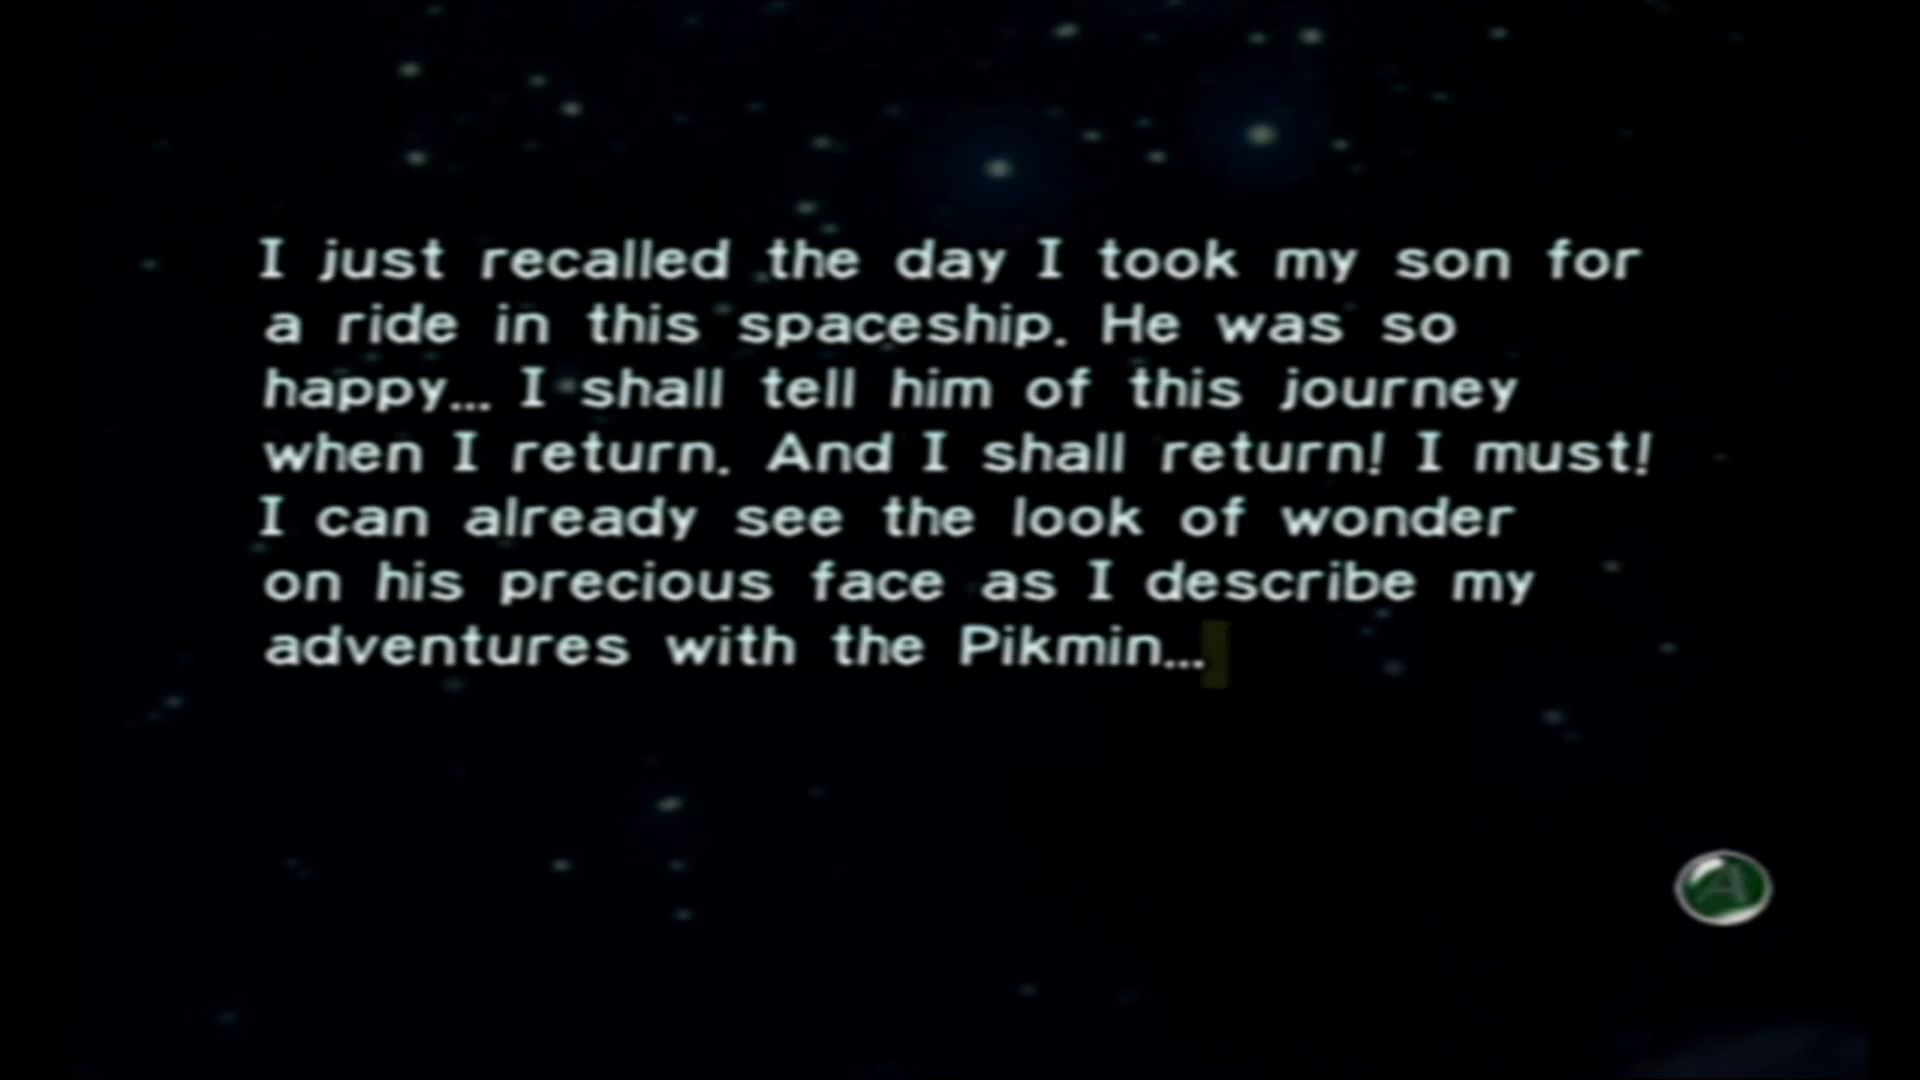 I just recalled the day I took my son for
a ride in this spaceship. He was so
happy... I shall tell him of this journey
when I return. And I shall return! I must!
I can already see the look of wonder
on his precious face as I describe my
adventures with the Pikmin...
A